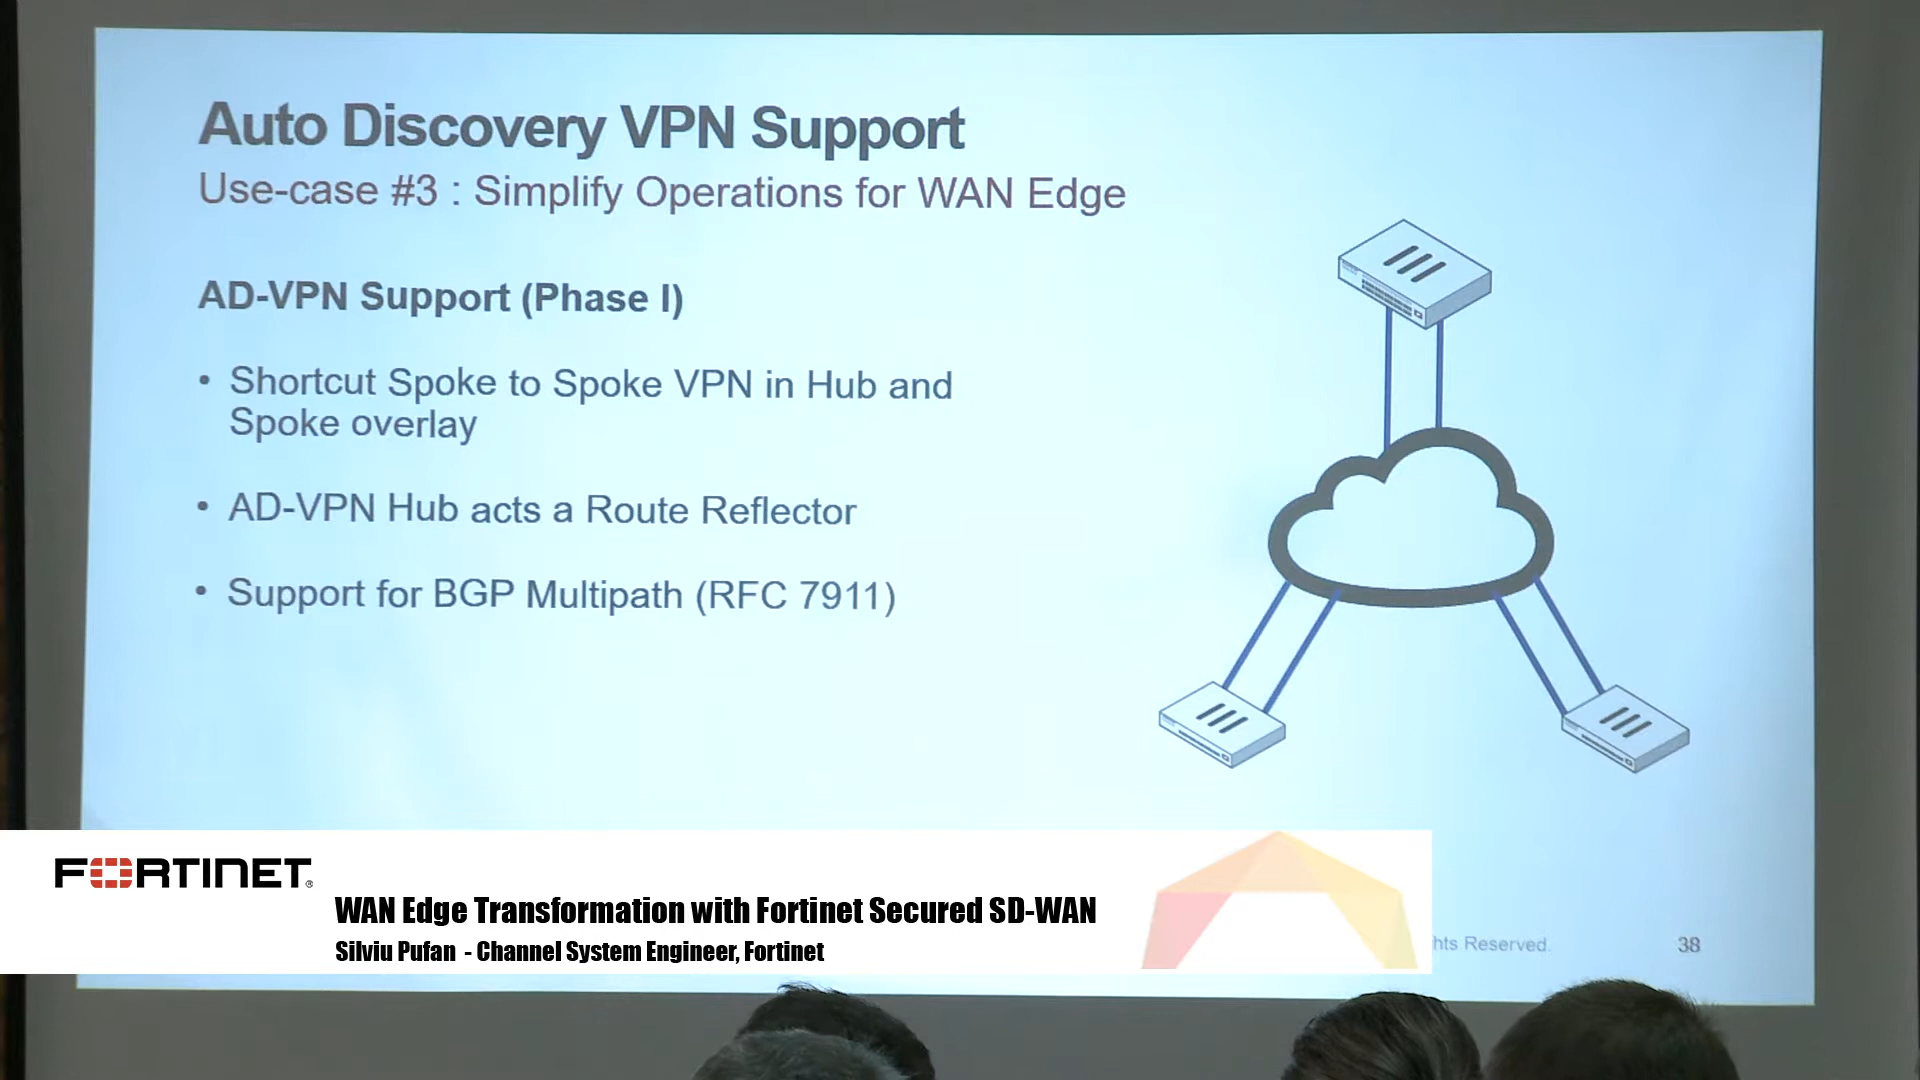 Auto Discovery VPN Support
Use-case #3 : Simplify Operations for WAN Edge
AD-VPN Support (Phase I)
• Shortcut Spoke to Spoke VPN in Hub and
Spoke overlay
• AD-VPN Hub acts a Route Reflector
• Support for BGP Multipath (RFC 7911)
FORTINET®
WAN Edge Transformation with Fortinet Secured SD-WAN
Silviu Pufan - Channel System Engineer, Fortinet
Reserved.
38